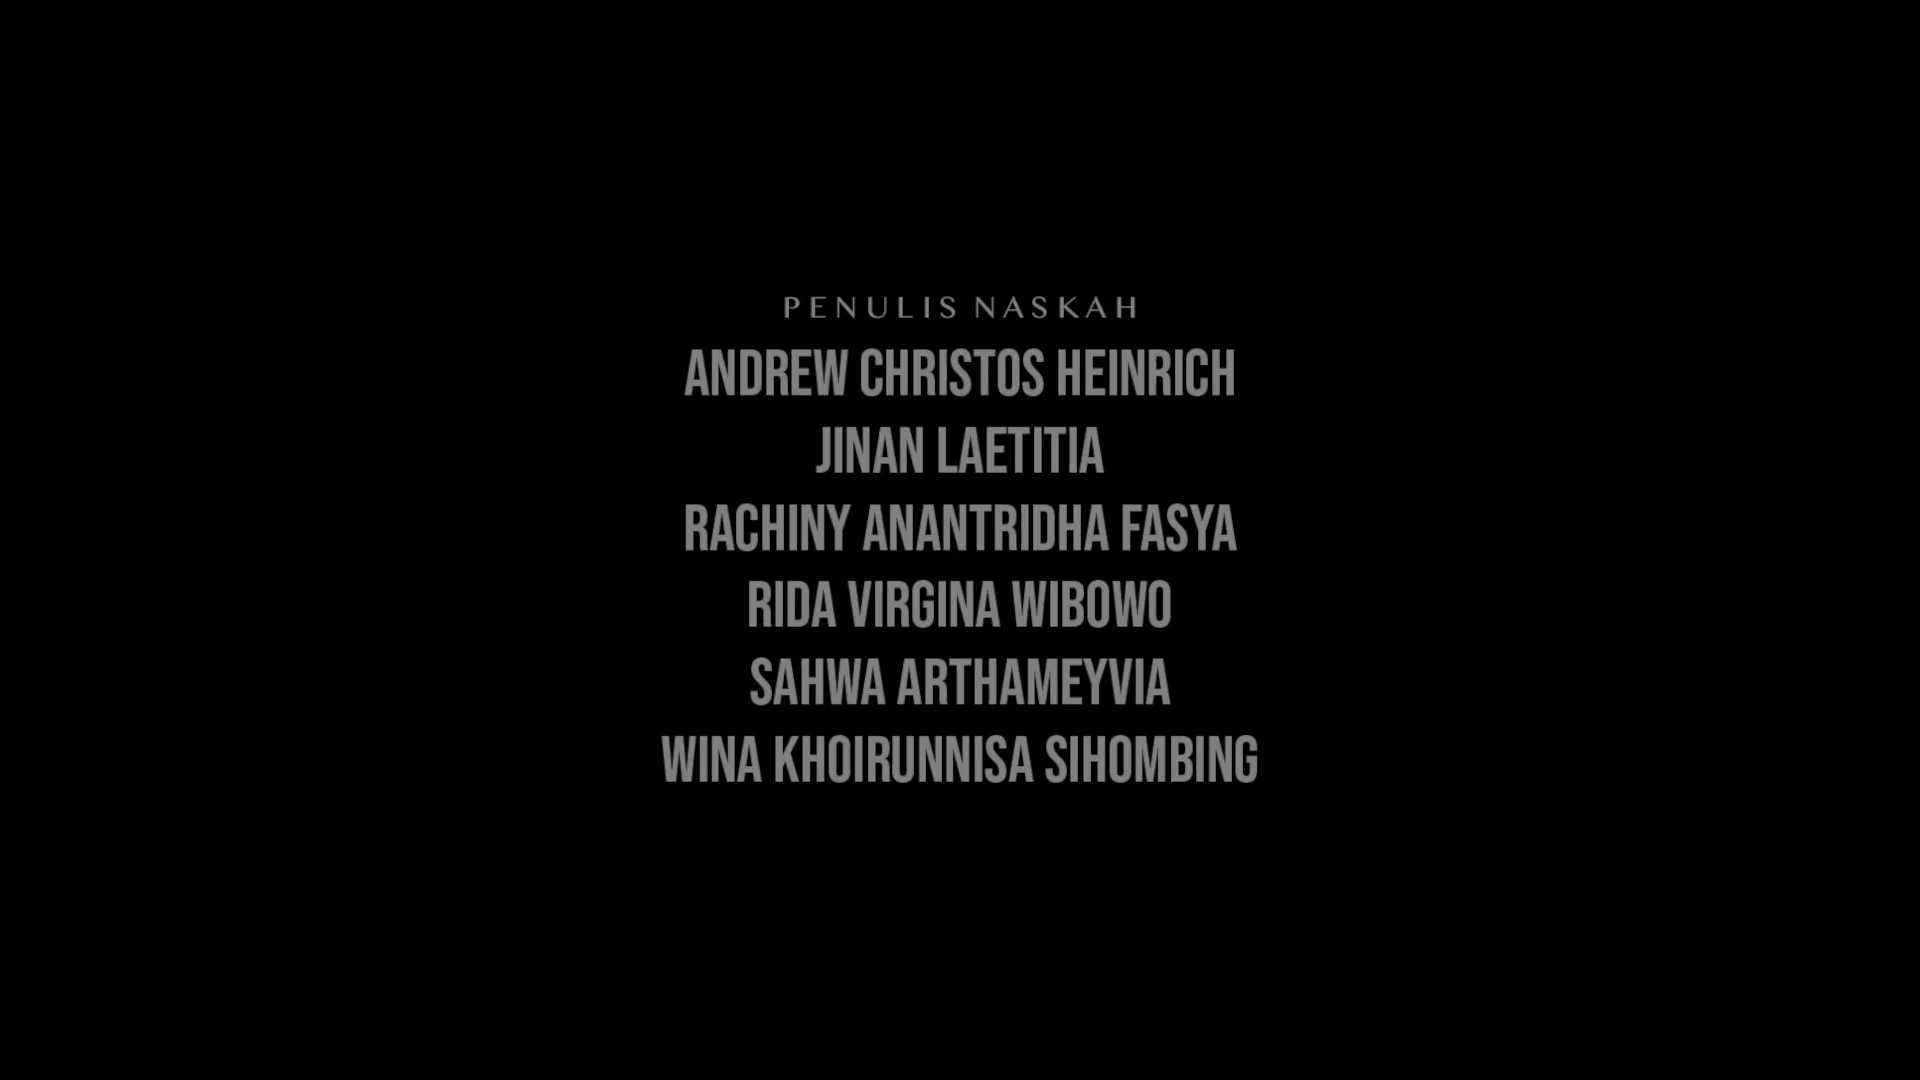 PENULIS NASKAH
ANDREW CHRISTOS HEINRICH
JINAN LAETITIA
RACHINY ANANTRIDHA FASYA
RIDA VIRGINA WIBOWO
SAHWA ARTHAMEYVIA
WINA KHOIRUNNISA SIHOMBING